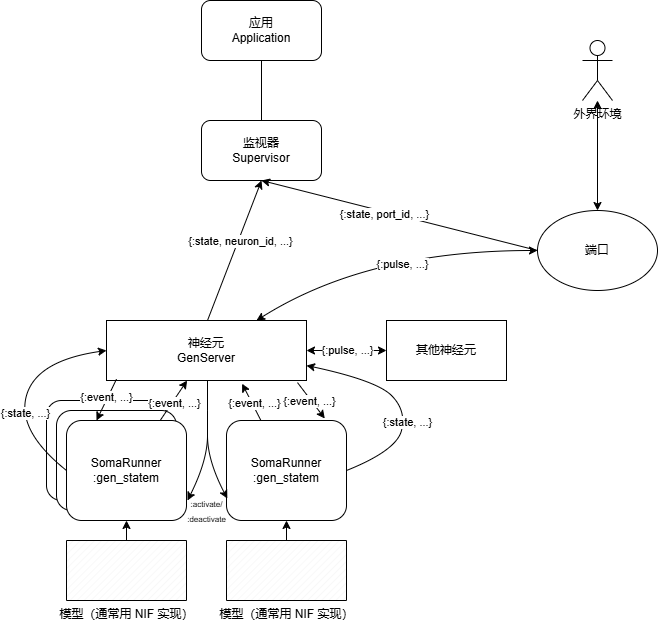 应用
Application
监视器
Supervisor
外界环境
{:state, port_id, ...}
{:state, neuron_id, ...}
端口
{:pulse, ...}
神经元
GenServer
{:pulse, ...}
其他神经元
{:event, ...}
{:event, ...}
{:event, ...}
{:event, ...}
{:state, ...}
{:state, ...}
SomaRunner
:gen_statem
SomaRunner
:gen_statem
:activate/
:deactivate
模型（通常用 NIF 实现）
模型（通常用 NIF 实现）